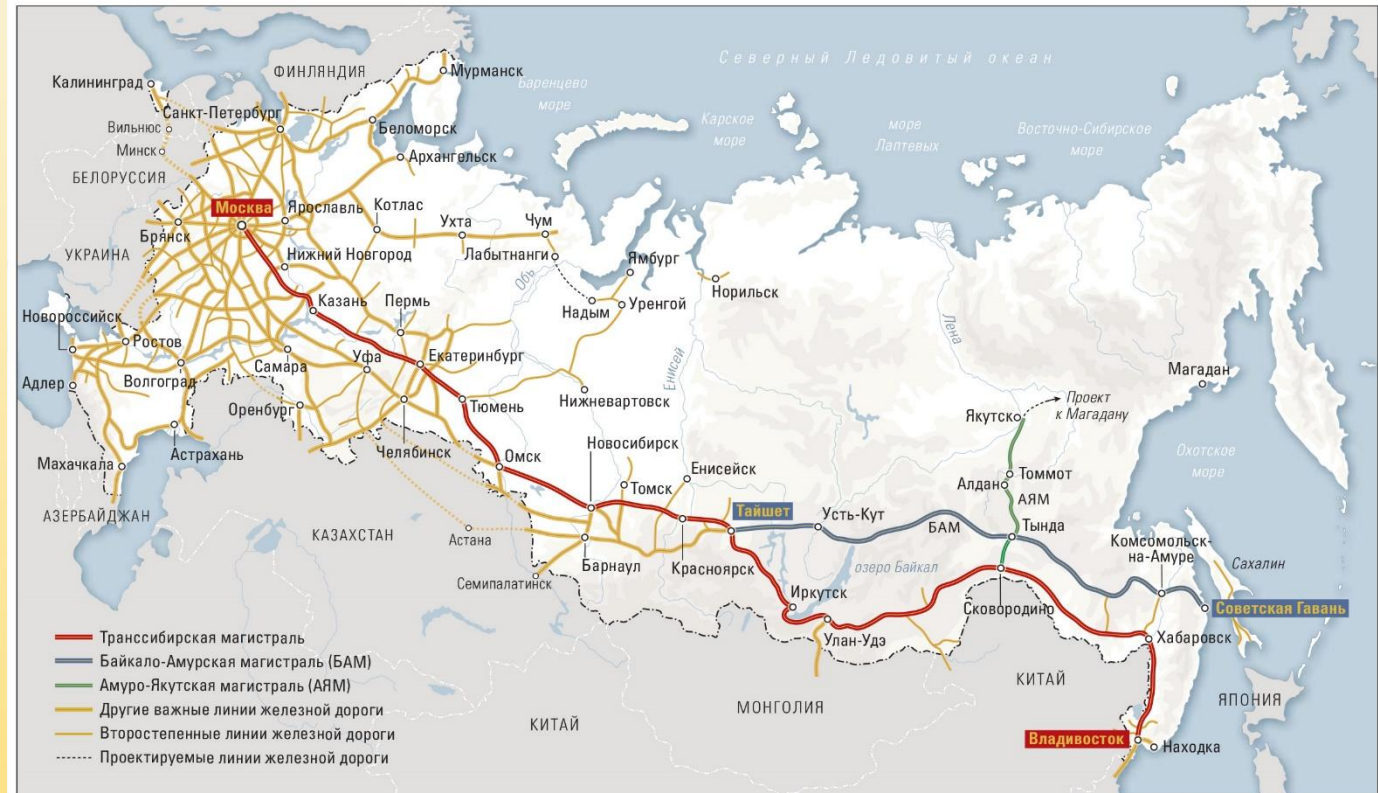 Северный Ледовитый океан
ФИНЛЯНДИЯ
Мурманск
Баренцево
море
Калининград
Санкт-Петербург
Карское
море
море
Лаптевых
Восточно-Сибирское
море
Вильнюс
Беломорск
Минск
Архангельск
БЕЛОРУССИЯ
Москва
Ярославль
Котлас
Ухта
Чум
Брянск
Лабытнанги
УКРАИНА
Нижний Новгород
Обь
Ямбург
Норильск
Казань
Пермь
Надым
Уренгой
Лена
Новороссийск
Ростов
Екатеринбург
Енисей
Уфа
Самара
Магадан
Адлер
Волгоград
Тюмень
Нижневартовск
Проект
к Магадану
Оренбург
Якутск
Новосибирск
Охотское
море
Астрахань
Челябинск
Омск
Махачкала
Енисейск
Томмот
Томск
Алдан
АЯМ
АЗЕРБАЙДЖАН
Тайшет
Усть-Кут
БАМ
Тында
КАЗАХСТАН
Астана
Комсомольск-
на-Амуре
Барнаул
Красноярск
озеро Байкал
Сахалин
Семипалатинск
Иркутск
Сковородино
Советская Гавань
Улан-Удэ
Хабаровск
КИТАЙ
ЯПОНИЯ
МОНГОЛИЯ
КИТАЙ
Владивосток
Находка
Транссибирская магистраль
Байкало-Амурская магистраль (БАМ)
Амуро-Якутская магистраль (АЯМ)
Другие важные линии железной дороги
Второстепенные линии железной дороги
Проектируемые линии железной дороги